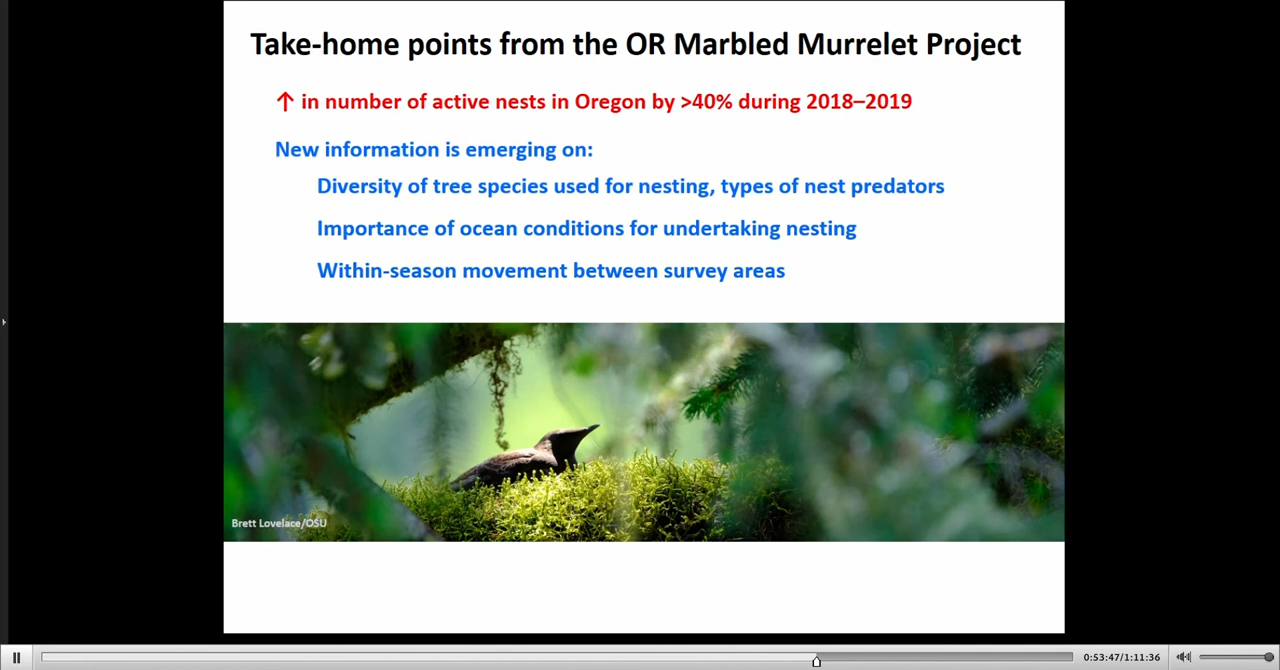 Take-home points from the OR Marbled Murrelet Project
↑ in number of active nests in Oregon by >40% during 2018–2019
New information is emerging on:
Diversity of tree species used for nesting, types of nest predators
Importance of ocean conditions for undertaking nesting
Within-season movement between survey areas
Brett Lovelace/OSU
0:53:47/1:11:36